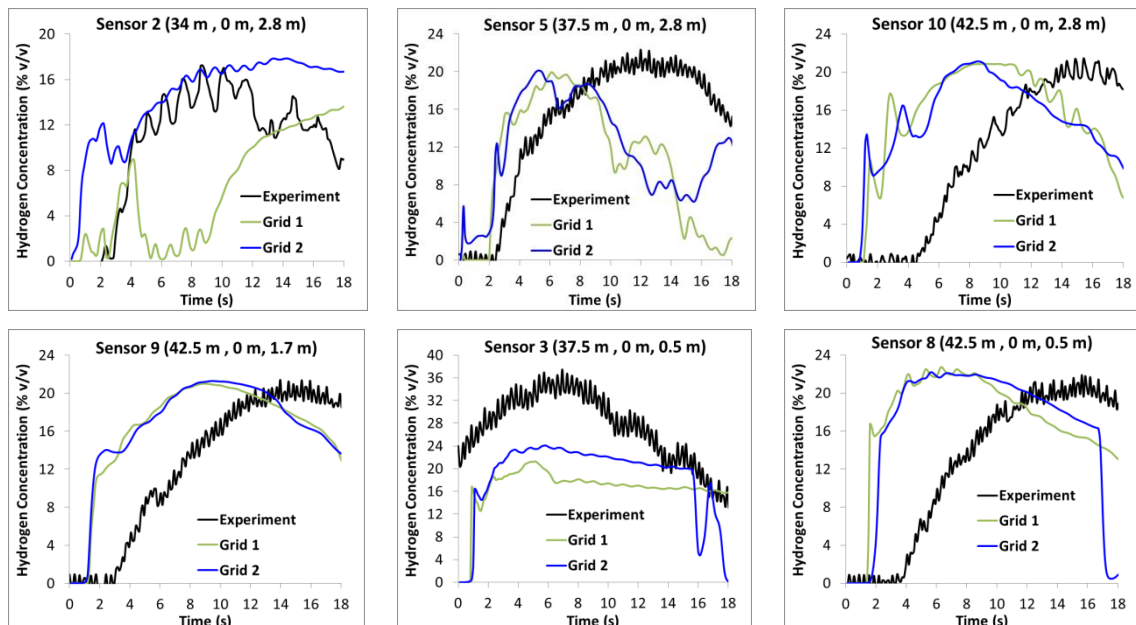 Sensor 2 (34 m , 0 m, 2.8 m)
Hydrogen Concentration (% v/v)
20
16
12
8
4
0
Experiment
Grid 1
Grid 2
0 2 4 6 8 10 12 14 16 18
Time (s)
Sensor 5 (37.5 m , 0 m, 2.8 m)
Hydrogen Concentration (% v/v)
24
20
16
12
8
4
0
Experiment
Grid 1
Grid 2
0 2 4 6 8 10 12 14 16 18
Time (s)
Sensor 10 (42.5 m , 0 m, 2.8 m)
Hydrogen Concentration (% v/v)
24
20
16
12
8
4
0
Experiment
Grid 1
Grid 2
0 2 4 6 8 10 12 14 16 18
Time (s)
Sensor 9 (42.5 m , 0 m, 1.7 m)
Hydrogen Concentration (% v/v)
24
20
16
12
8
4
0
Experiment
Grid 1
Grid 2
0 2 4 6 8 10 12 14 16 18
Time (s)
Sensor 3 (37.5 m , 0 m, 0.5 m)
Hydrogen Concentration (% v/v)
40
36
32
28
24
20
16
12
8
4
0
Experiment
Grid 1
Grid 2
0 2 4 6 8 10 12 14 16 18
Time (s)
Sensor 8 (42.5 m , 0 m, 0.5 m)
Hydrogen Concentration (% v/v)
24
20
16
12
8
4
0
Experiment
Grid 1
Grid 2
0 2 4 6 8 10 12 14 16 18
Time (s)